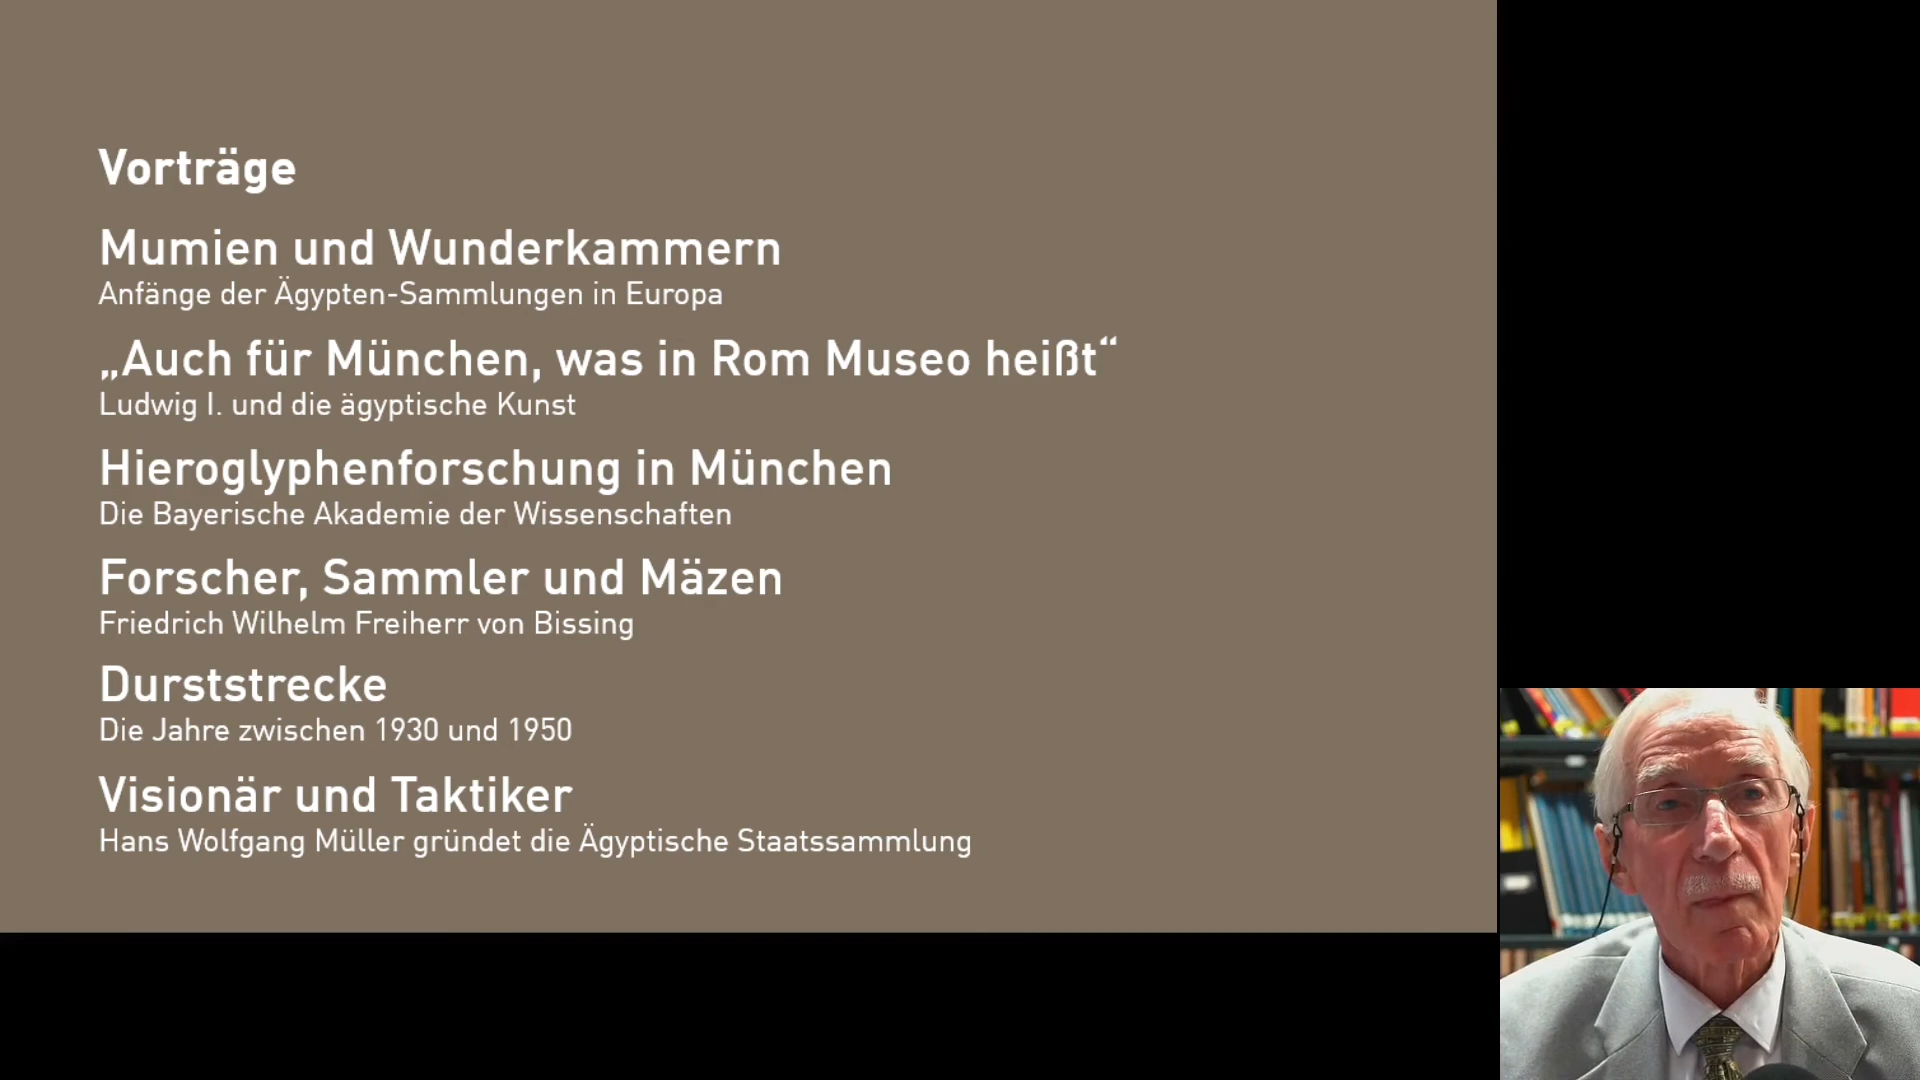 Vorträge
Mumien und Wunderkammern
Anfänge der Ägypten-Sammlungen in Europa
„Auch für München, was in Rom Museo heißt“
Ludwig I. und die ägyptische Kunst
Hieroglyphenforschung in München
Die Bayerische Akademie der Wissenschaften
Forscher, Sammler und Mäzen
Friedrich Wilhelm Freiherr von Bissing
Durststrecke
Die Jahre zwischen 1930 und 1950
Visionär und Taktiker
Hans Wolfgang Müller gründet die Ägyptische Staatssammlung